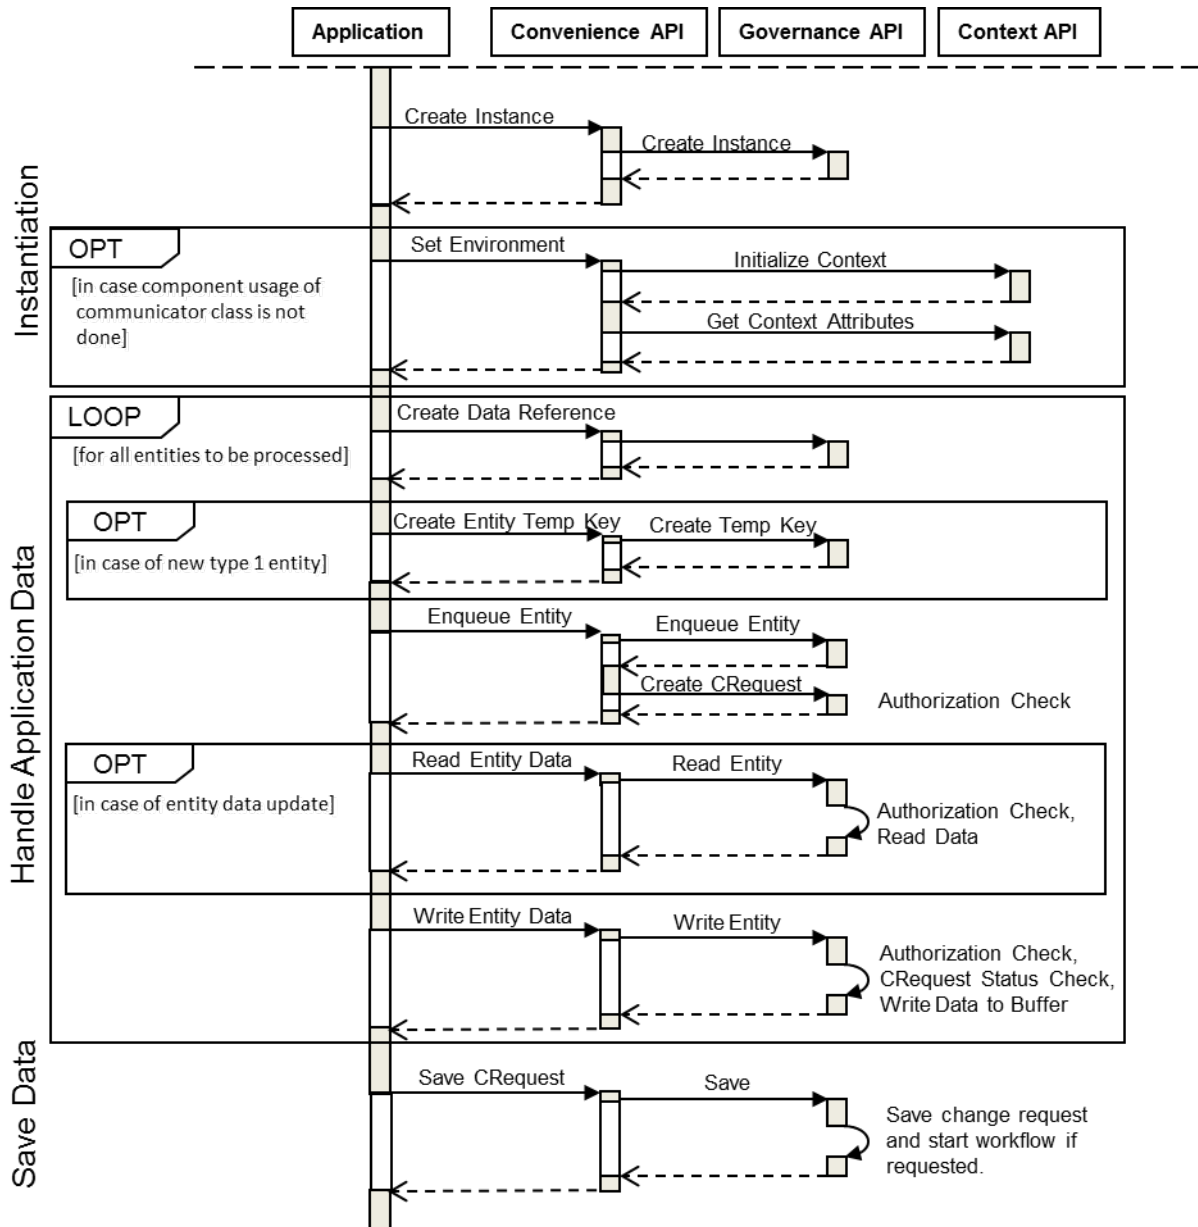 Application
Convenience API
Governance API
Context API
Instantiation
Create Instance
Create Instance
OPT
[in case component usage of
communicator class is not
done]
Set Environment
Initialize Context
Get Context Attributes
Handle Application Data
LOOP
[for all entities to be processed]
Create Data Reference
OPT
[in case of new type 1 entity]
Create Entity Temp Key
Create Temp Key
Enqueue Entity
Enqueue Entity
Create CRequest
Authorization Check
OPT
[in case of entity data update]
Read Entity Data
Read Entity
Authorization Check,
Read Data
Write Entity Data
Write Entity
Authorization Check,
CRequest Status Check,
Write Data to Buffer
Save Data
Save CRequest
Save
Save change request
and start workflow if
requested.